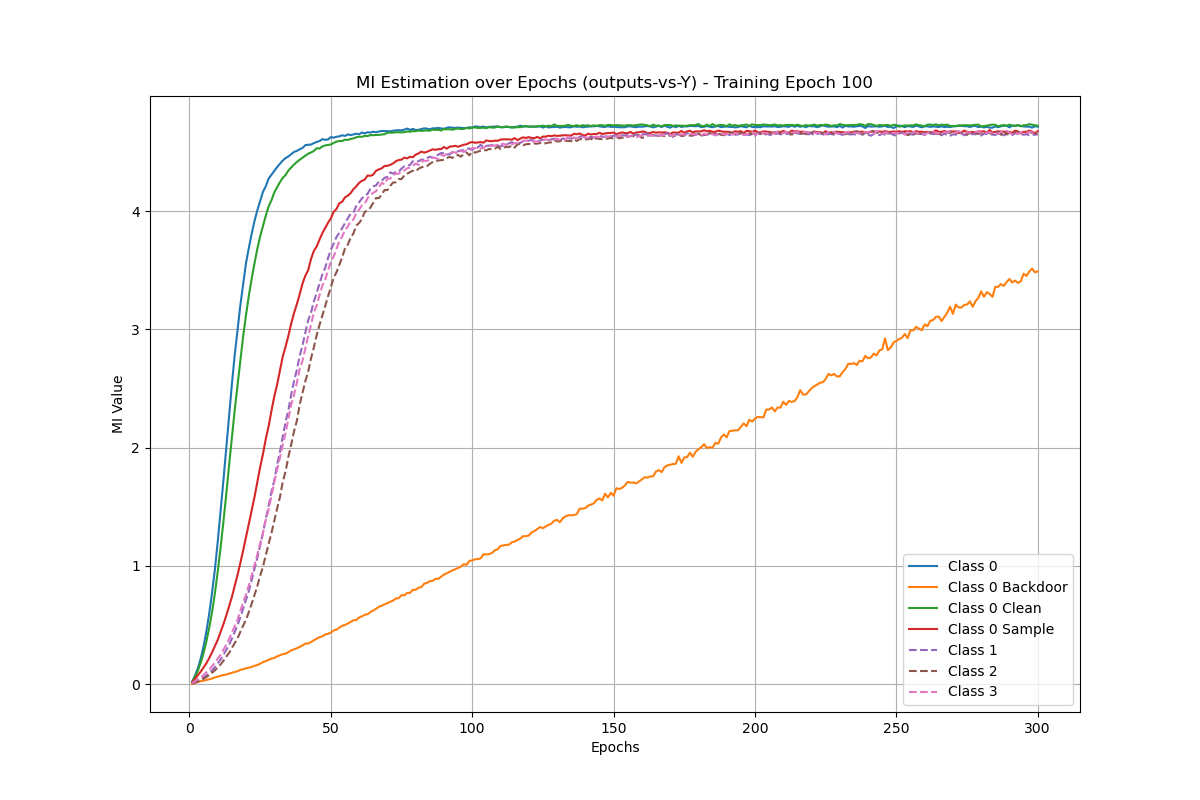 MI Estimation over Epochs (outputs-vs-Y) - Training Epoch 100
MI Value
4
3
2
1
0
0 50 100 150 200 250 300
Epochs
Class 0
Class 0 Backdoor
Class 0 Clean
Class 0 Sample
Class 1
Class 2
Class 3